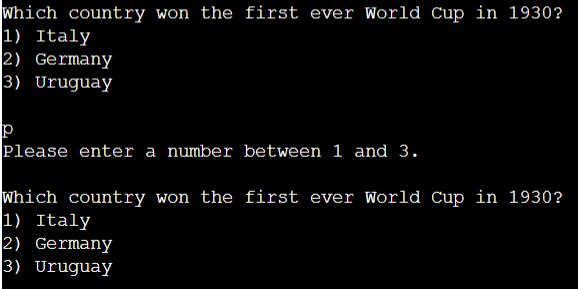 Which country won the first ever World Cup in 1930?
1) Italy
2) Germany
3) Uruguay
p
Please enter a number between 1 and 3.
Which country won the first ever World Cup in 1930?
1) Italy
2) Germany
3) Uruguay